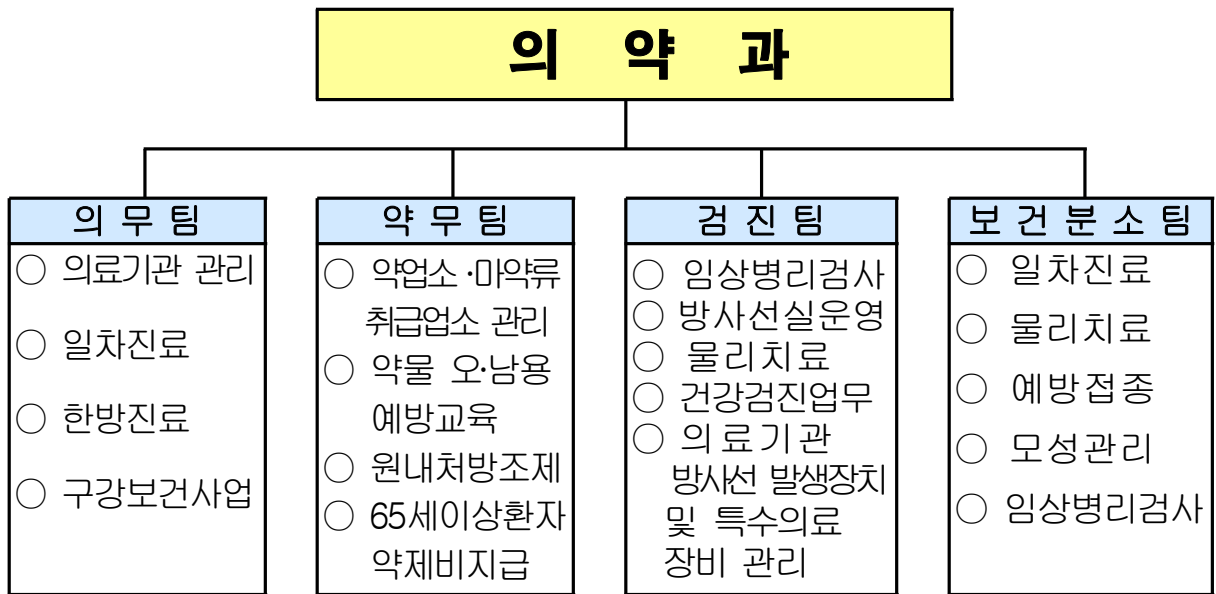 의 약 과
의 무 팀
○ 의료기관 관리
○ 일차진료
○ 한방진료
○ 구강보건사업
약 무 팀
○ 약업소·마약류
취급업소 관리
○ 약물 오·남용
예방교육
○ 원내처방조제
○ 65세이상환자
약제비지급
검 진 팀
○ 임상병리검사
○ 방사선실운영
○ 물리치료
○ 건강검진업무
○ 의료기관
방사선 발생장치
및 특수의료
장비 관리
보 건 분 소 팀
○ 일차진료
○ 물리치료
○ 예방접종
○ 모성관리
○ 임상병리검사